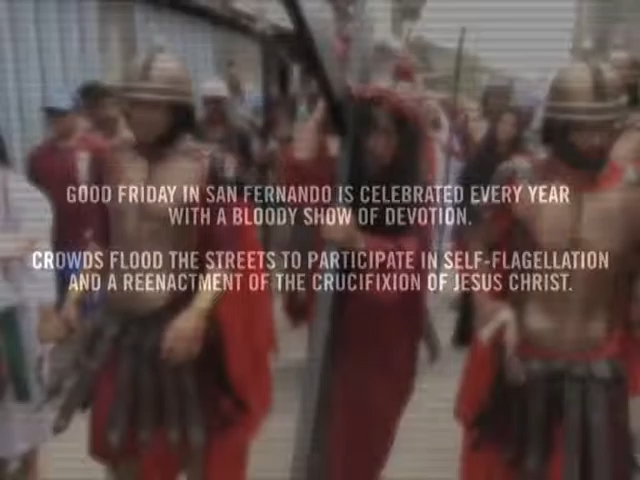 GOOD FRIDAY IN SAN FERNANDO IS CELEBRATED EVERY YEAR
WITH A BLOODY SHOW OF DEVOTION.
CROWDS FLOOD THE STREETS TO PARTICIPATE IN SELF-FLAGELLATION
AND A REENACTMENT OF THE CRUCIFIXION OF JESUS CHRIST.